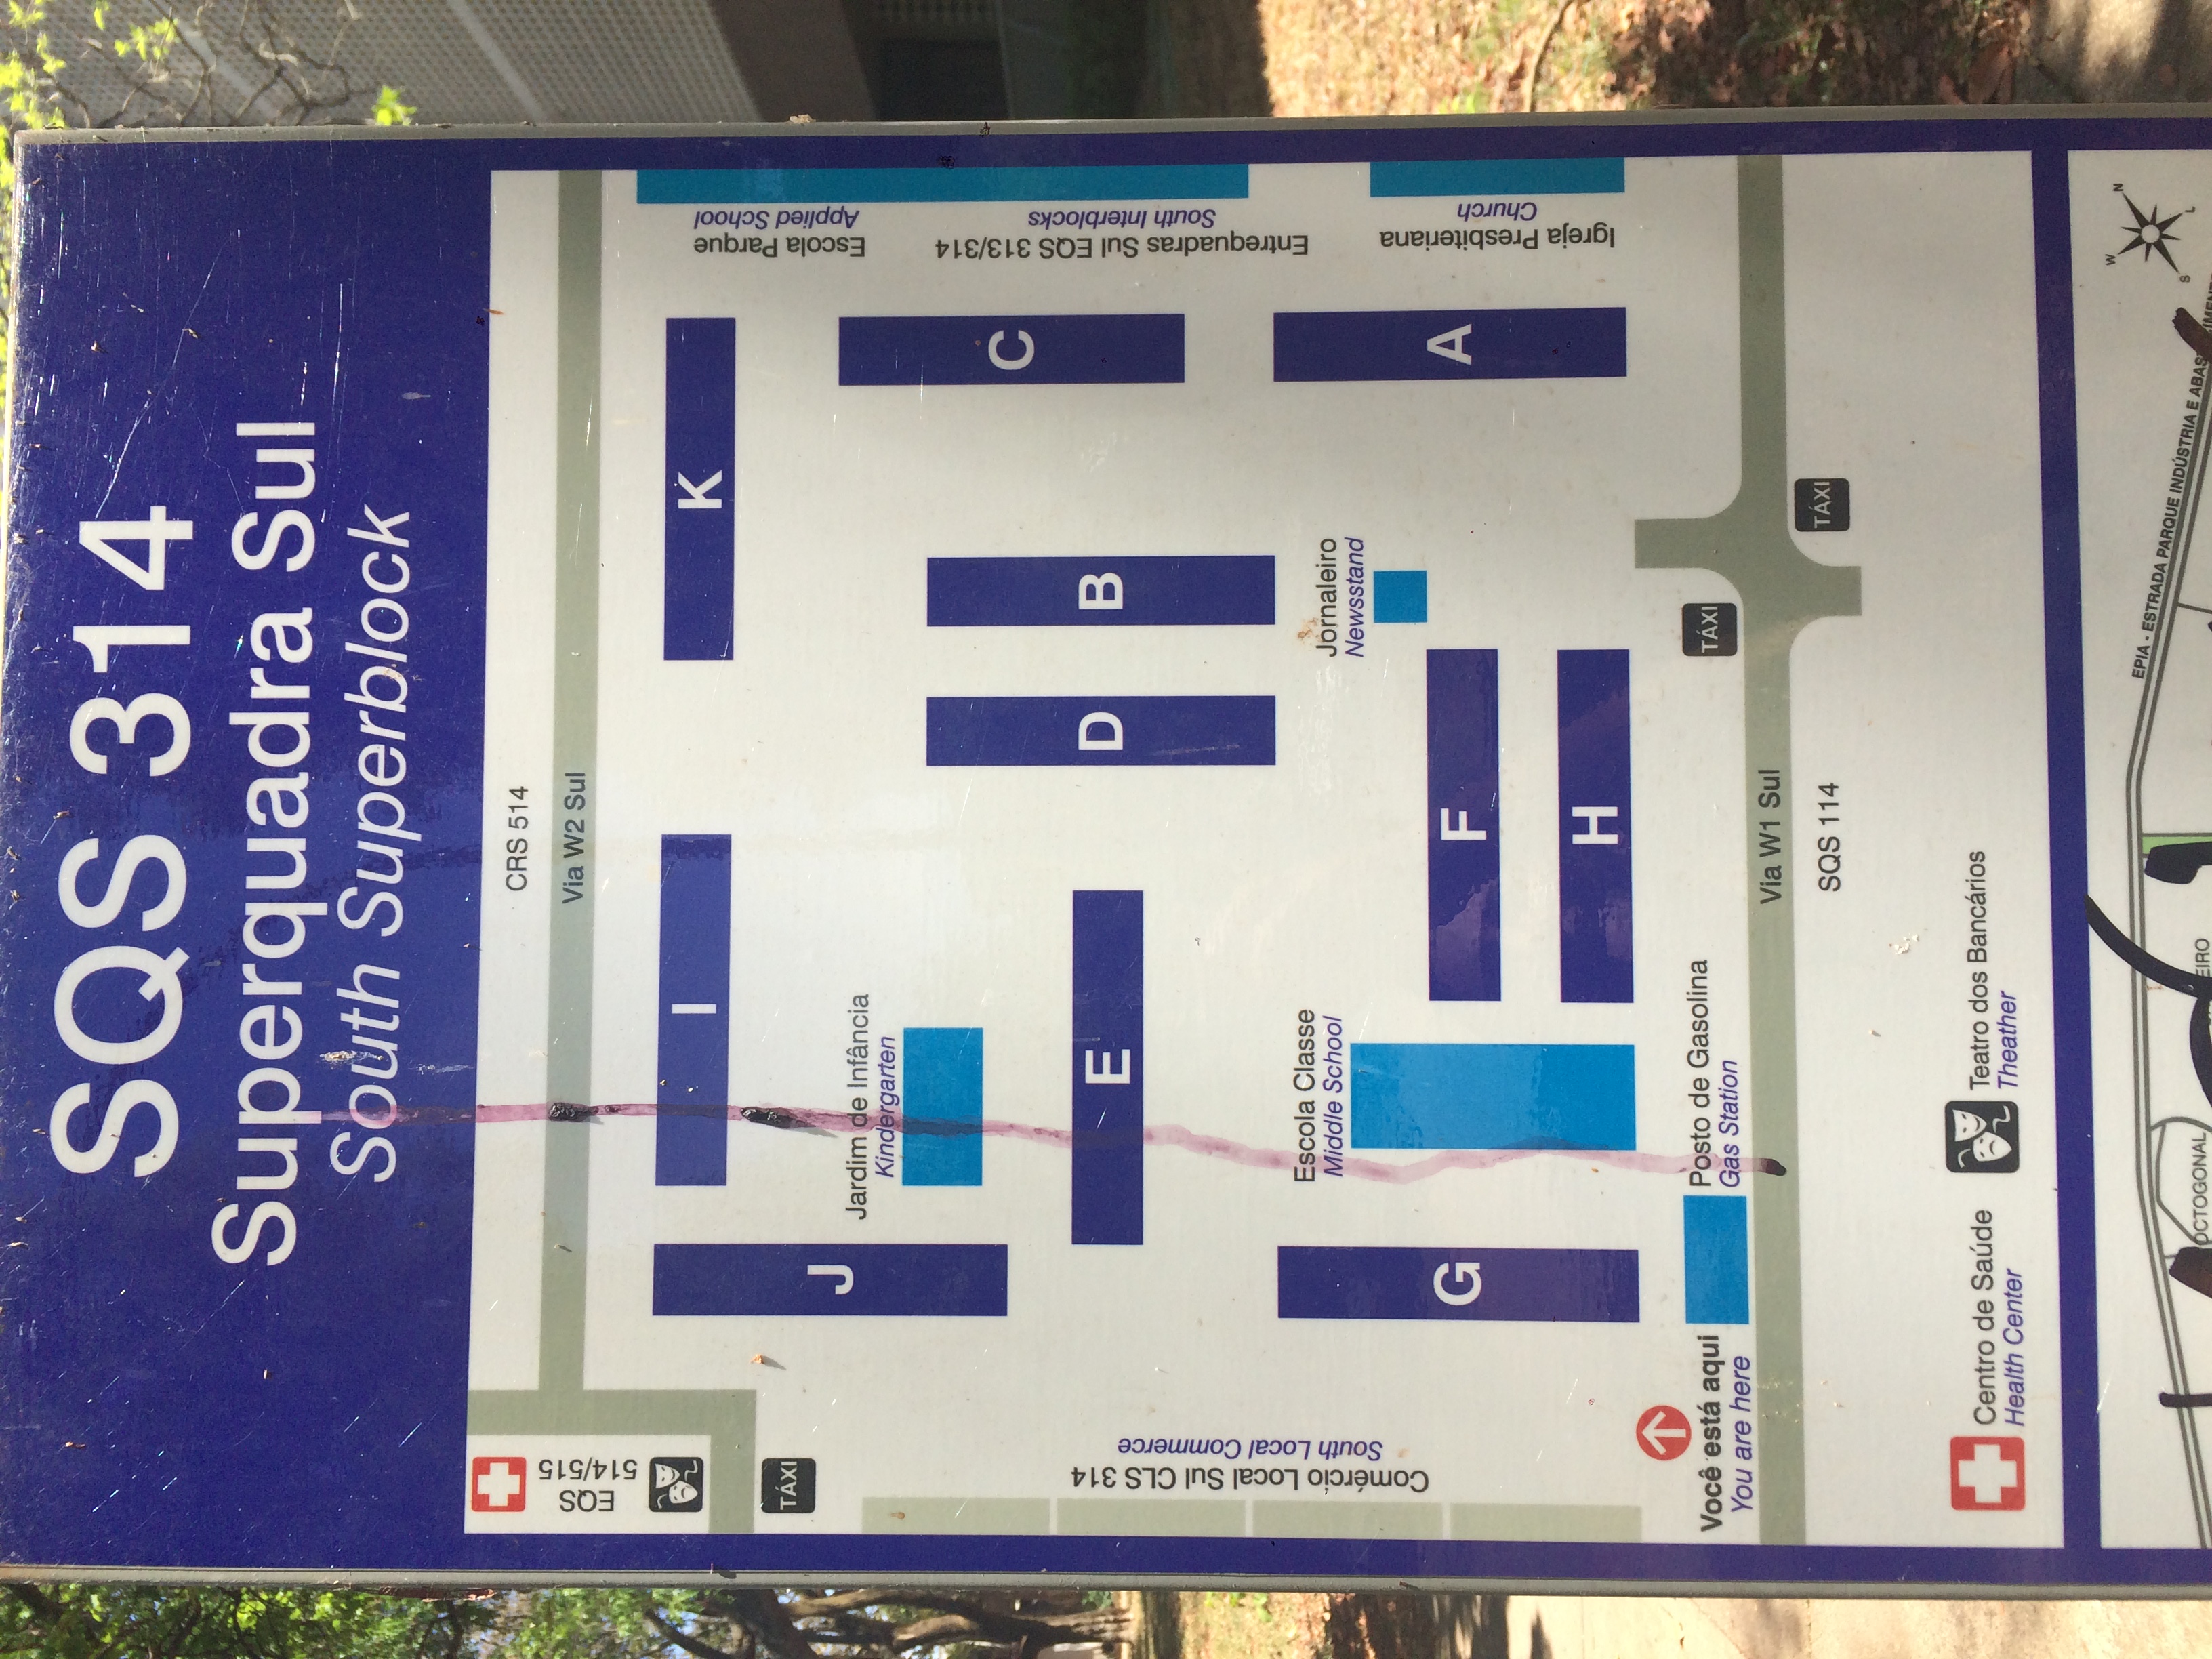 SQS 314
Superquadra Sul
South Superblock
CRS 514
Via W2 Sul
EQS
514/515
TÁXI
I
K
J
Jardim de Infância
Kindergarten
Escola Parque
Applied School
C
D
B
E
Entrequadras Sul EQS 313/314
South Interblocks
Comércio Local Sul CLS 314
South Local Commerce
Escola Classe
Middle School
Jornaleiro
Newsstand
G
F
A
H
Igreja Presbiteriana
Church
Você está aqui
You are here
Posto de Gasolina
Gas Station
TÁXI
Via W1 Sul
SQS 114
TÁXI
Centro de Saúde
Health Center
Teatro dos Bancários
Theather
W
N
S
L
EPIA - ESTRADA PARQUE INDÚSTRIA E
OCTOGONAL